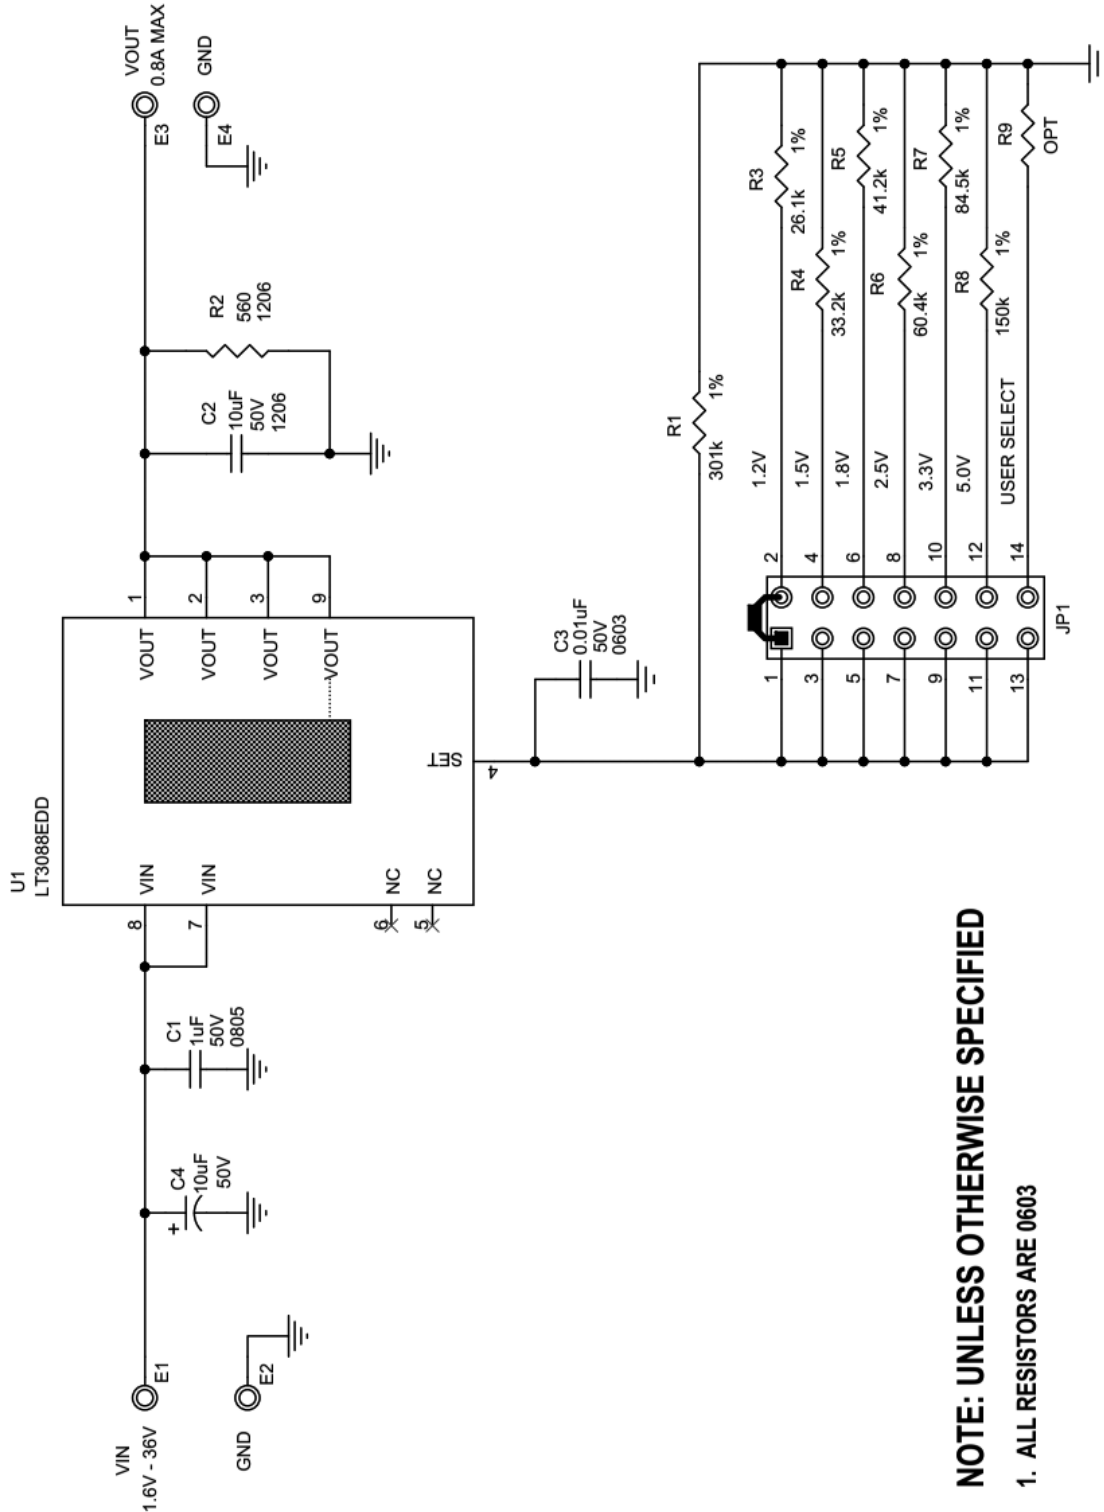 U1
LT3088EDD
VIN
1.6V - 36V
E1
GND
E2
+
C4
10uF
50V
C1
1uF
50V
0805
8
7
VIN
VIN
6
NC
5
NC
VOUT
VOUT
VOUT
VOUT
1
2
3
9
SET
4
C2
10uF
50V
1206
R2
560
1206
VOUT
0.8A MAX
E3
GND
E4
C3
0.01uF
50V
0603
R1
301k
1%
1
2
1.2V
R3
26.1k
1%
3
4
1.5V
R4
33.2k
1%
5
6
1.8V
R5
41.2k
1%
7
8
2.5V
R6
60.4k
1%
9
10
3.3V
R7
84.5k
1%
11
12
5.0V
R8
150k
1%
13
14
USER SELECT
R9
OPT
JP1
NOTE: UNLESS OTHERWISE SPECIFIED
1. ALL RESISTORS ARE 0603